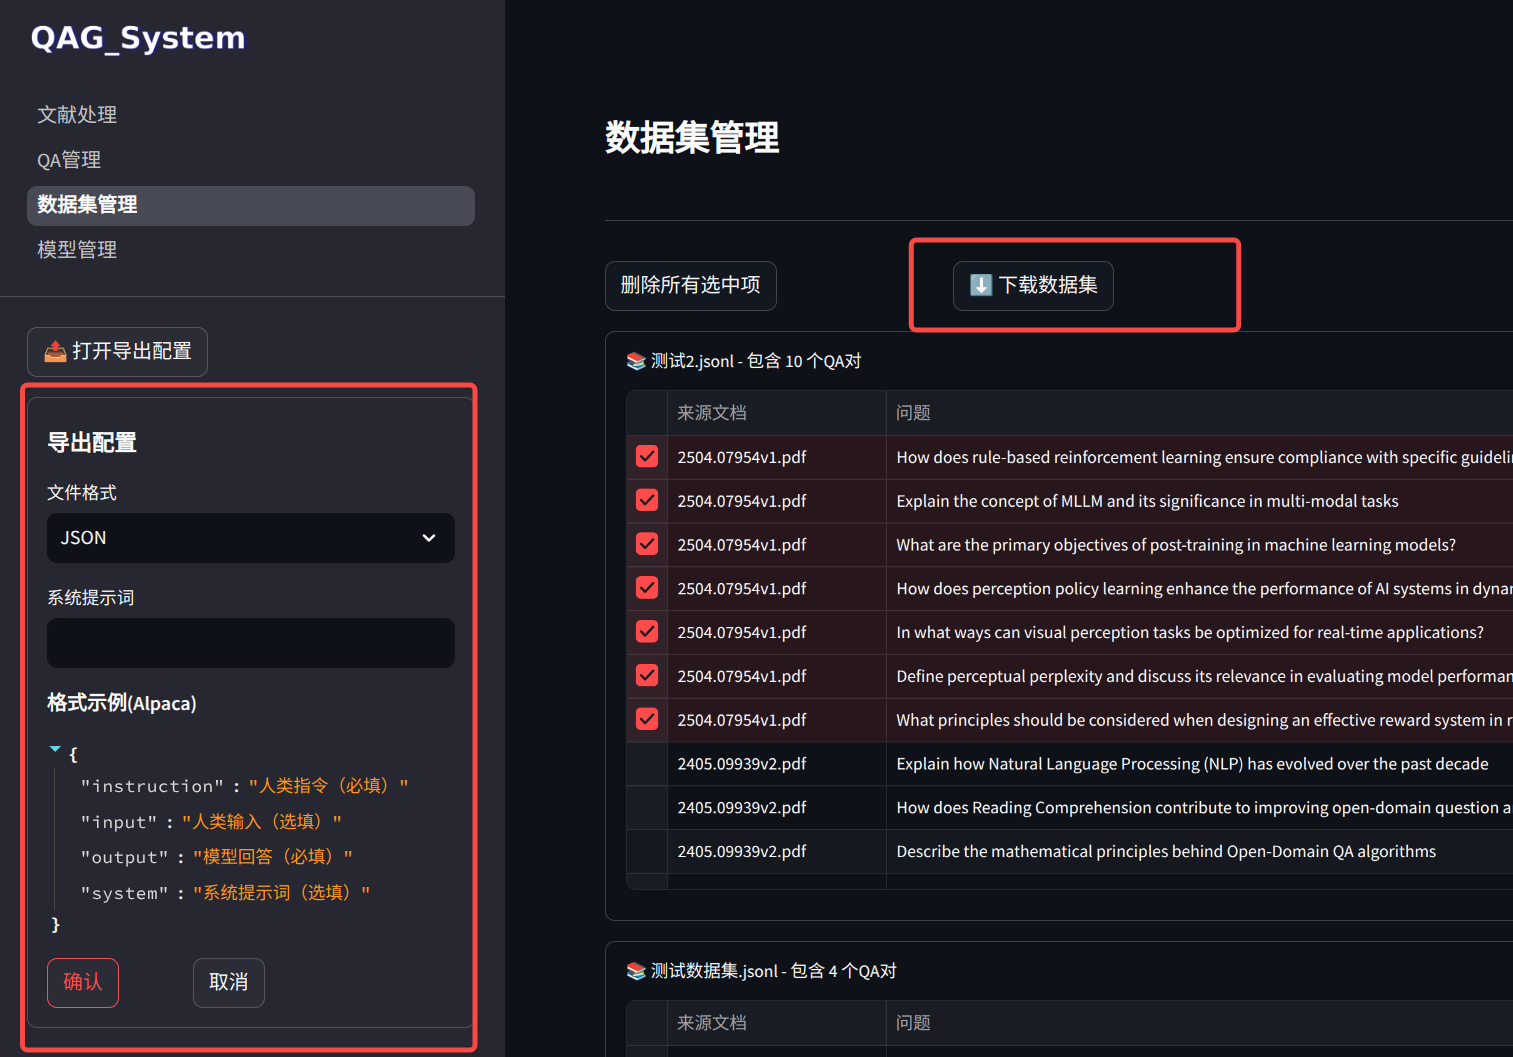 QAG_System
文献处理
QA管理
数据集管理
模型管理
打开导出配置
导出配置
文件格式
JSON
系统提示词
格式示例(Alpaca)
{
"instruction" : "人类指令（必填）"
"input" : "人类输入（选填）"
"output" : "模型回答（必填）"
"system" : "系统提示词（选填）"
}
确认
取消
数据集管理
删除所有选中项
下载数据集
测试2.jsonl - 包含 10 个QA对
来源文档
问题
2504.07954v1.pdf
How does rule-based reinforcement learning ensure compliance with specific
2504.07954v1.pdf
Explain the concept of MLLM and its significance in multi-modal tasks
2504.07954v1.pdf
What are the primary objectives of post-training in machine learning models?
2504.07954v1.pdf
How does perception policy learning enhance the performance of AI systems in
2504.07954v1.pdf
In what ways can visual perception tasks be optimized for real-time applications?
2504.07954v1.pdf
Define perceptual perplexity and discuss its relevance in evaluating model
2504.07954v1.pdf
What principles should be considered when designing an effective reward system in
2405.09939v2.pdf
Explain how Natural Language Processing (NLP) has evolved over the past decade
2405.09939v2.pdf
How does Reading Comprehension contribute to improving open-domain question
2405.09939v2.pdf
Describe the mathematical principles behind Open-Domain QA algorithms
测试数据集.jsonl - 包含 4 个QA对
来源文档
问题